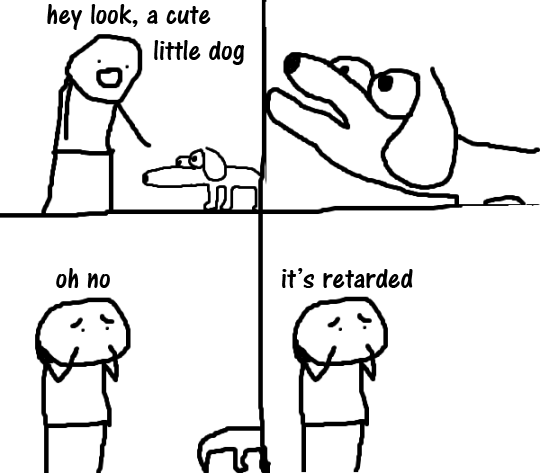 hey look, a cute
little dog
oh no
it's retarded